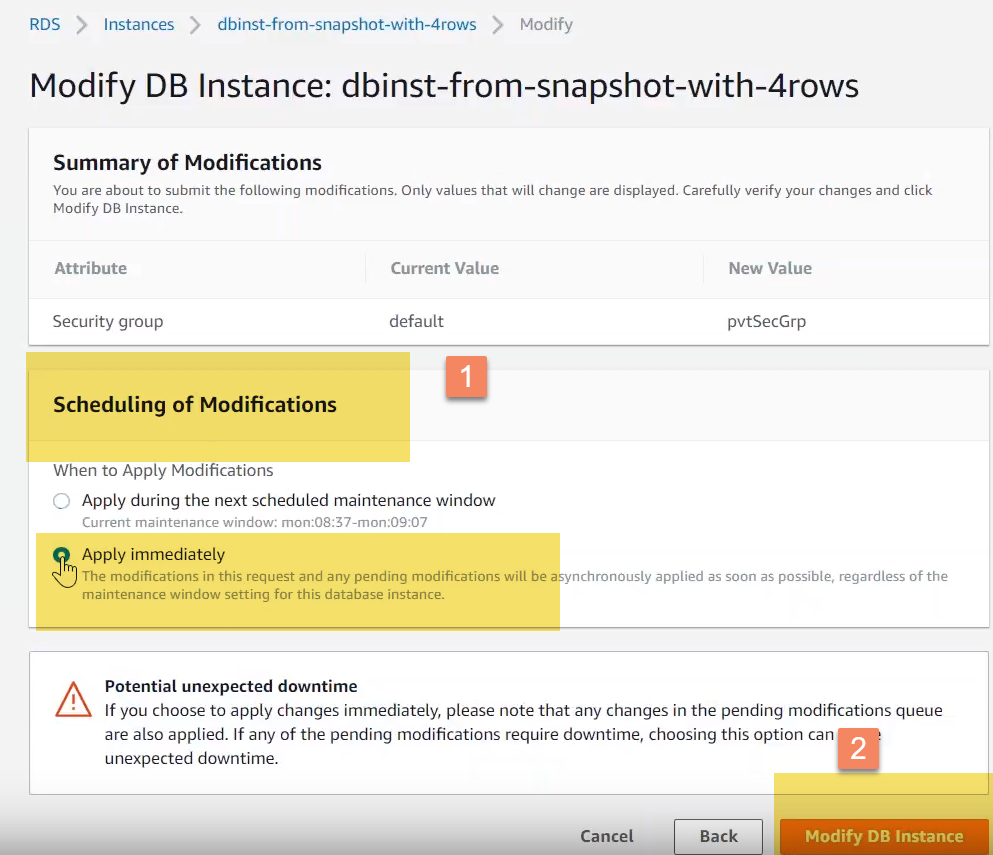 RDS > Instances > dbinst-from-snapshot-with-4rows > Modify
Modify DB Instance: dbinst-from-snapshot-with-4rows
Summary of Modifications
You are about to submit the following modifications. Only values that will change are displayed. Carefully verify your changes and click
Modify DB Instance.
Attribute Current Value New Value
Security group default pvtSecGrp
1
Scheduling of Modifications
When to Apply Modifications
Apply during the next scheduled maintenance window
Current maintenance window: mon:08:37-mon:09:07
Apply immediately
The modifications in this request and any pending modifications will be asynchronously applied as soon as possible, regardless of the
maintenance window setting for this database instance.
Potential unexpected downtime
If you choose to apply changes immediately, please note that any changes in the pending modifications queue
are also applied. If any of the pending modifications require downtime, choosing this option can
unexpected downtime.
2
Cancel Back Modify DB Instance